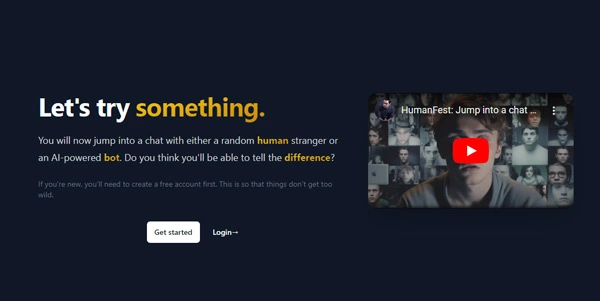 Let's try something.
You will now jump into a chat with either a random human stranger or
an AI-powered bot. Do you think you'll be able to tell the difference?
If you're new, you'll need to create a free account first. This is so that things don't get too
wild.
Get started
Login→
HumanFest: Jump into a chat ...